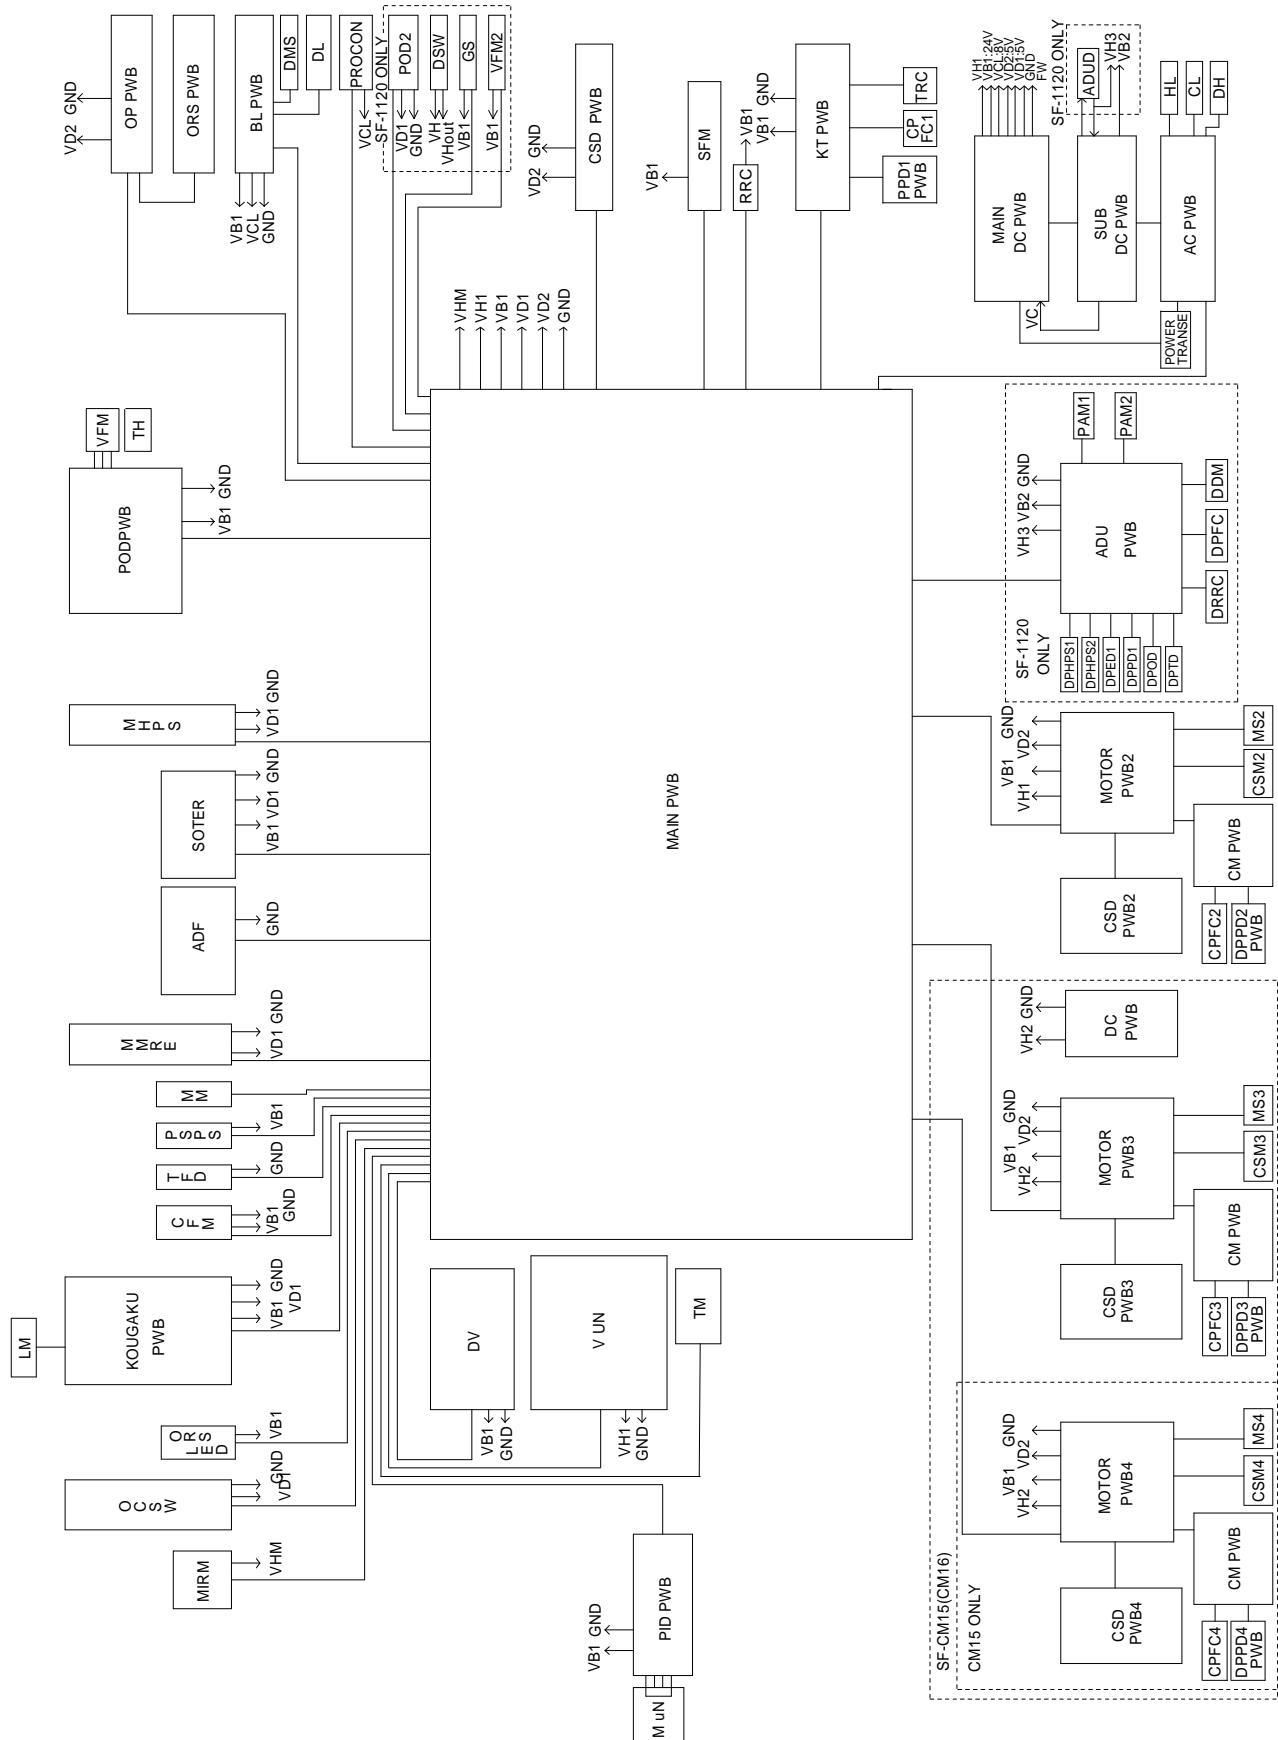 OP PWB
VD2
GND
ORS PWB
BL PWB
VB1
VCL
GND
DMS
DL
PROCON
VCL
SF-1120 ONLY
POD2
VD1
GND
DSW
VH
VHout
GS
VB1
VFM2
VB1
CSD PWB
VD2
GND
SFM
VB1
RRC
VB1
KT PWB
VB1
GND
TRC
CP
FC1
PPD1
PWB
VH1
VB1:24V
VCL:8V
VD2:5V
VD1:5V
GND
FW
MAIN
DC PWB
SF-1120 ONLY
ADUD
VH3
VB2
SUB
DC PWB
VC
HL
CL
DH
AC PWB
POWER
TRANSE
VHM
VH1
VB1
VD1
VD2
GND
VFM
TH
PODPWB
VB1
GND
MAIN PWB
SF-1120
ONLY
PAM1
PAM2
VH3
VB2
GND
ADU
PWB
DDM
DPFC
DRRC
DPHPS1
DPHPS2
DPED1
DPPD1
DPOD
DPTD
MHPS
VD1
GND
SOTER
VB1
VD1
GND
ADF
GND
MMRE
VD1
GND
MM
PSPS
VB1
TFD
GND
CFM
VB1
GND
LM
KOUGAKU
PWB
VB1
VD1
GND
ORS
LED
VB1
OCSW
VD1
GND
MIRM
VHM
DV
VB1
GND
V UN
VH1
GND
TM
PID PWB
VB1
GND
M uN
VH1
VB1
VD2
GND
MOTOR
PWB2
MS2
CSM2
CM PWB
CSD
PWB2
CPFC2
DPPD2
PWB
VH2
GND
DC
PWB
VH2
VB1
VD2
GND
MOTOR
PWB3
MS3
CSM3
CM PWB
CSD
PWB3
CPFC3
DPPD3
PWB
SF-CM15(CM16)
CM15 ONLY
VH2
VB1
VD2
GND
MOTOR
PWB4
MS4
CSM4
CM PWB
CSD
PWB4
CPFC4
DPPD4
PWB